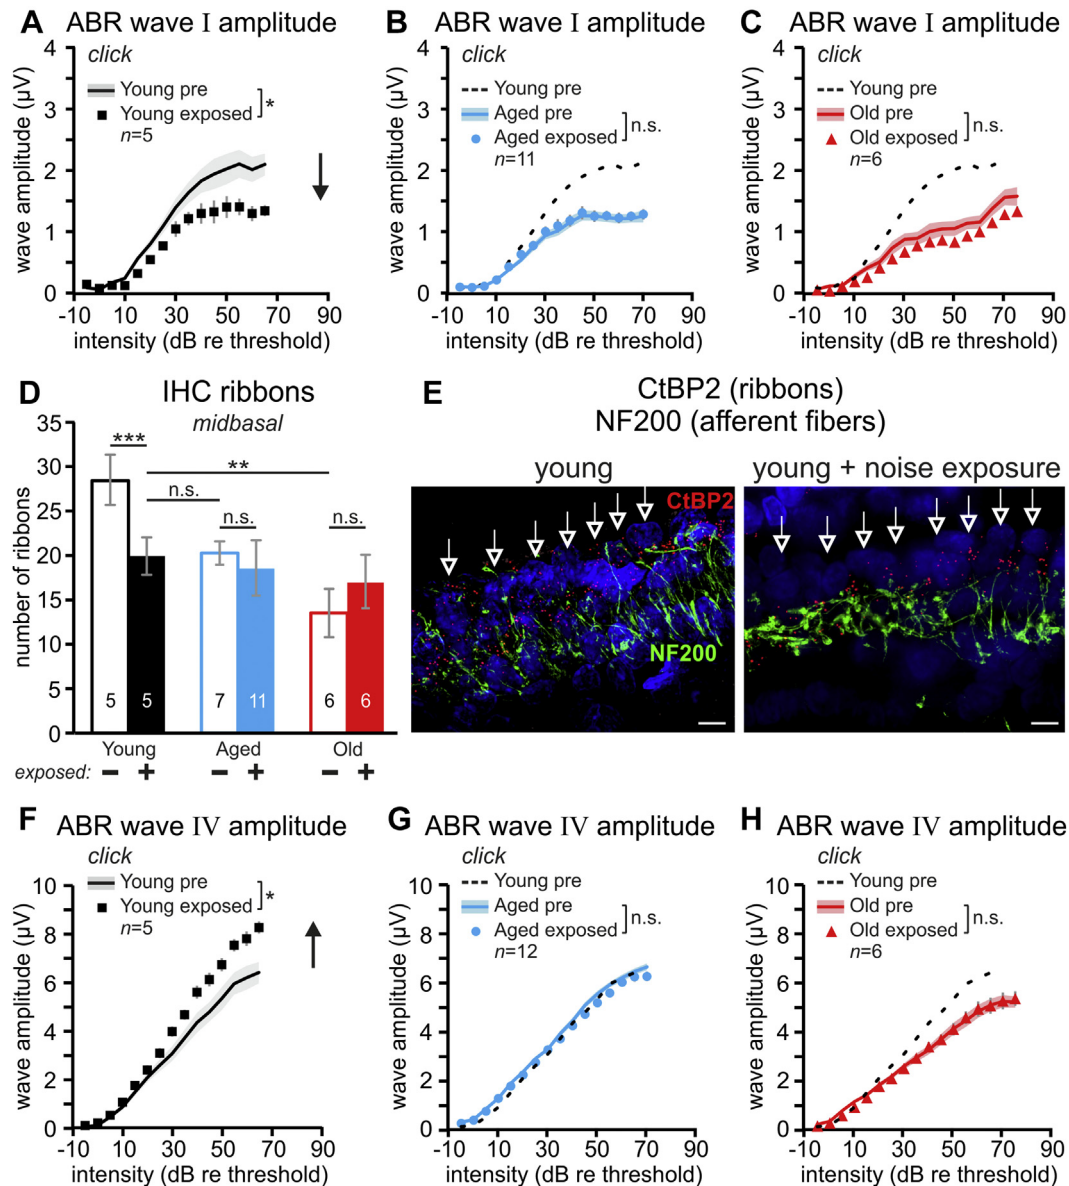 A ABR wave I amplitude
click
Young pre
Young exposed
n=5
*
wave amplitude (µV)
4
3
2
1
0
-10 10 30 50 70 90
intensity (dB re threshold)
B ABR wave I amplitude
click
Young pre
Aged pre
Aged exposed
n=11
n.s.
wave amplitude (µV)
4
3
2
1
0
-10 10 30 50 70 90
intensity (dB re threshold)
C ABR wave I amplitude
click
Young pre
Old pre
Old exposed
n=6
n.s.
wave amplitude (µV)
4
3
2
1
0
-10 10 30 50 70 90
intensity (dB re threshold)
D IHC ribbons
midbasal
number of ribbons
35
30
25
20
15
10
5
0
***
**
n.s.
n.s.
n.s.
5 5 7 11 6 6
Young Aged Old
exposed: − + − + − +
E CtBP2 (ribbons)
NF200 (afferent fibers)
young
young + noise exposure
CtBP2
NF200
F ABR wave IV amplitude
click
Young pre
Young exposed
n=5
*
wave amplitude (µV)
10
8
6
4
2
0
-10 10 30 50 70 90
intensity (dB re threshold)
G ABR wave IV amplitude
click
Young pre
Aged pre
Aged exposed
n=12
n.s.
wave amplitude (µV)
10
8
6
4
2
0
-10 10 30 50 70 90
intensity (dB re threshold)
H ABR wave IV amplitude
click
Young pre
Old pre
Old exposed
n=6
n.s.
wave amplitude (µV)
10
8
6
4
2
0
-10 10 30 50 70 90
intensity (dB re threshold)